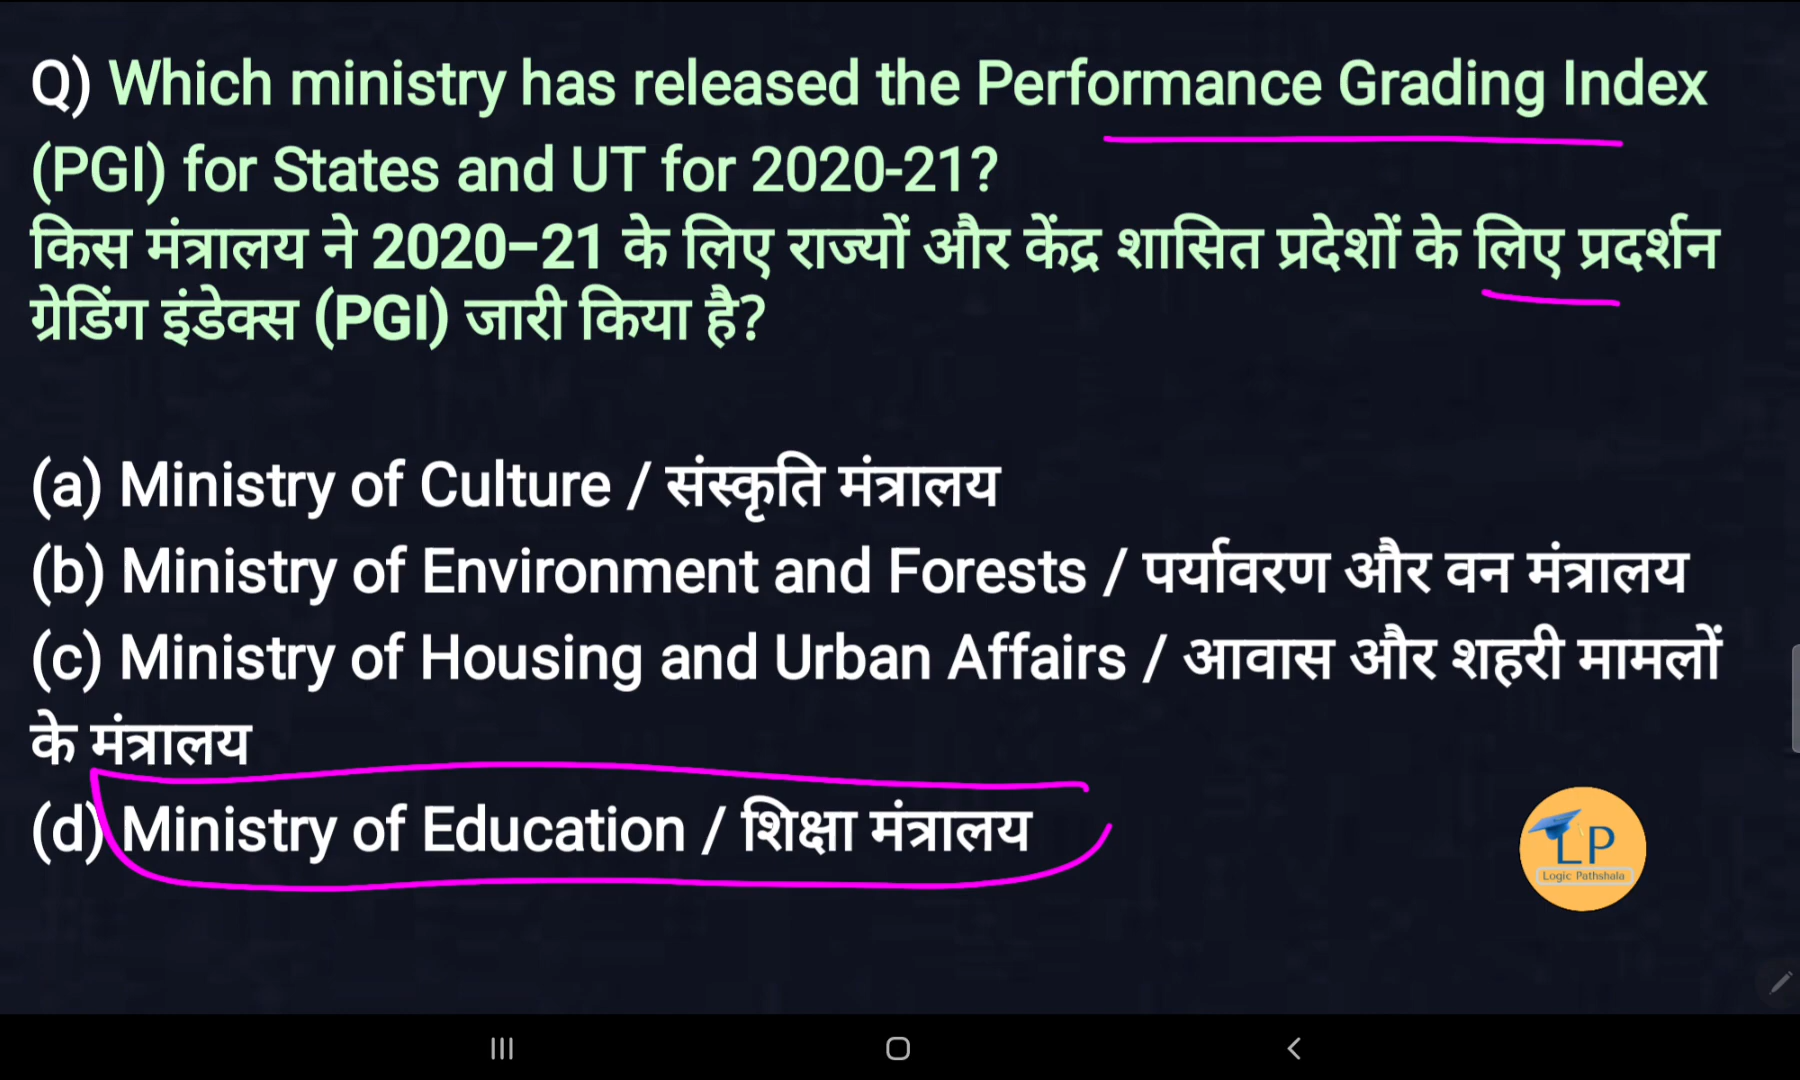 Q) Which ministry has released the Performance Grading Index
(PGI) for States and UT for 2020-21?
किस मंत्रालय ने 2020-21 के लिए राज्यों और केंद्र शासित प्रदेशों के लिए प्रदर्शन
ग्रेडिंग इंडेक्स (PGI) जारी किया है?
(a) Ministry of Culture / संस्कृति मंत्रालय
(b) Ministry of Environment and Forests / पर्यावरण और वन मंत्रालय
(c) Ministry of Housing and Urban Affairs / आवास और शहरी मामलों
के मंत्रालय
(d) Ministry of Education / शिक्षा मंत्रालय
LP
Logic Pathshala